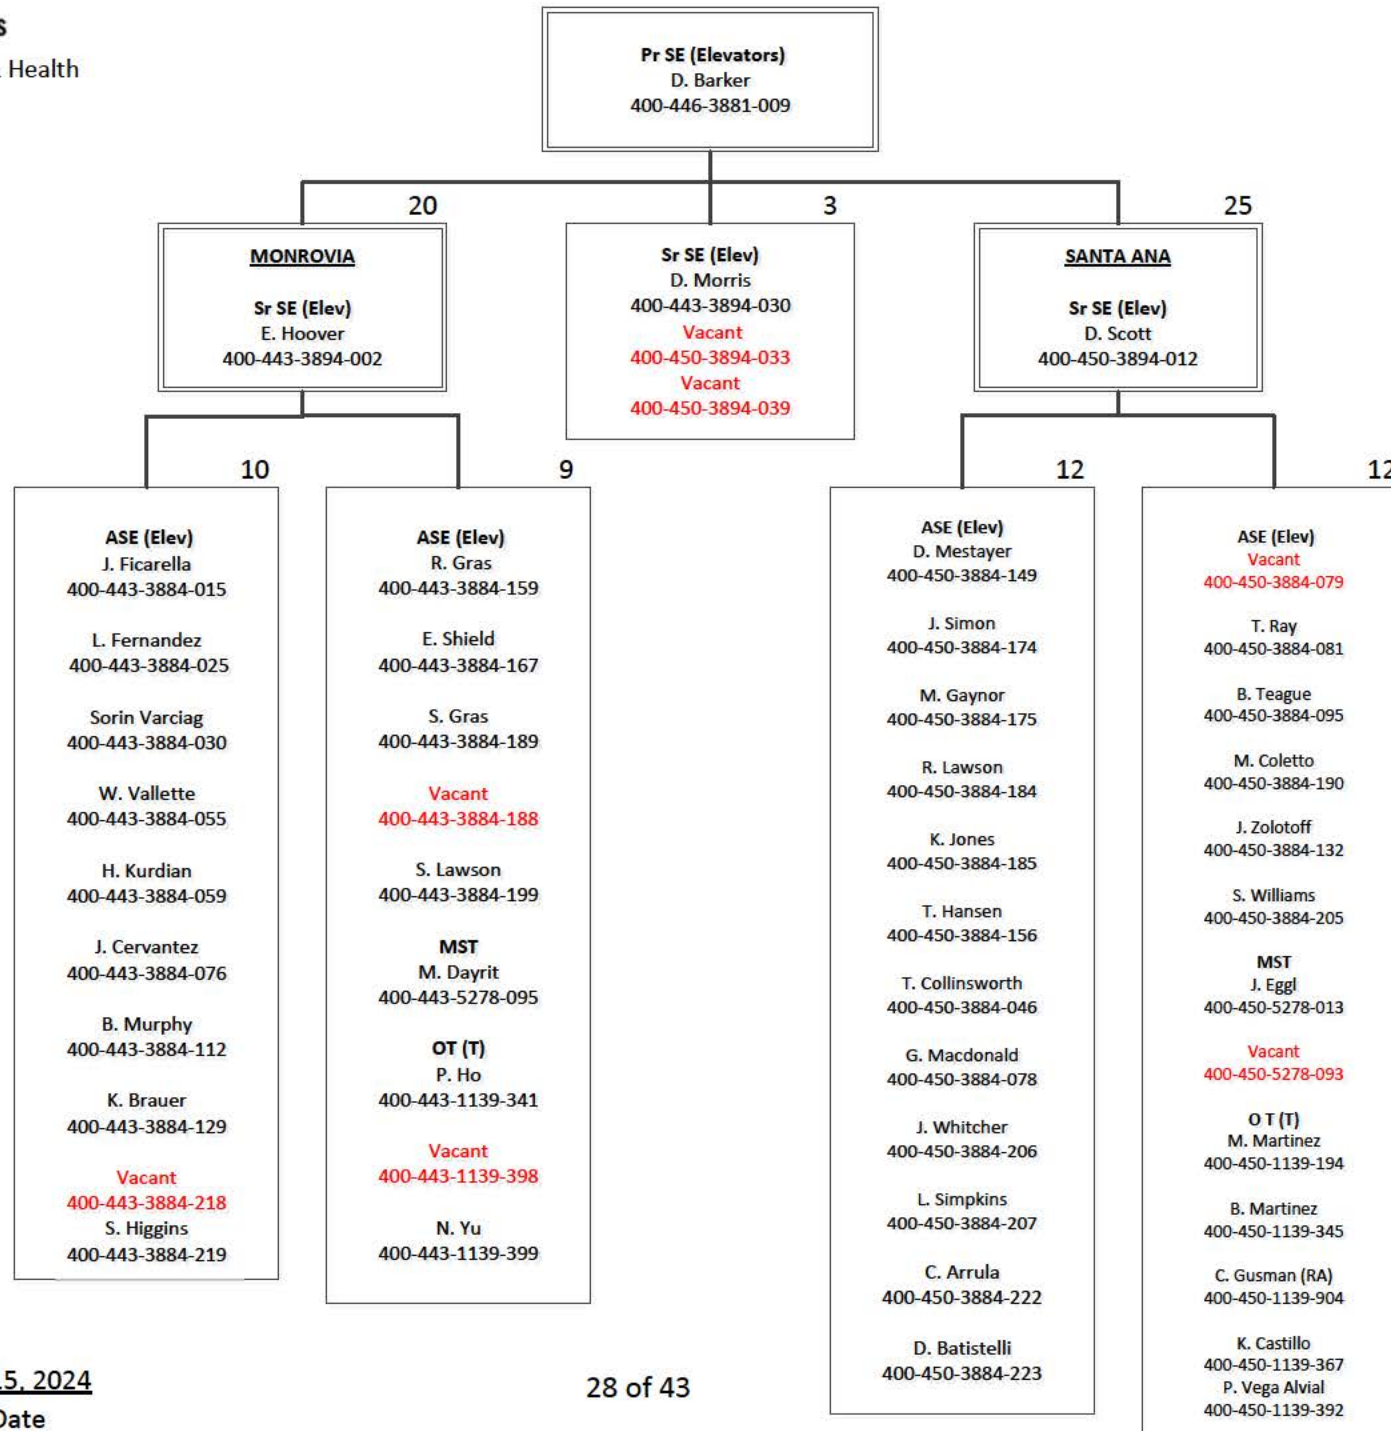 S
Health
Pr SE (Elevators)
D. Barker
400-446-3881-009
20
MONROVIA
Sr SE (Elev)
E. Hoover
400-443-3894-002
3
Sr SE (Elev)
D. Morris
400-443-3894-030
Vacant
400-450-3894-033
Vacant
400-450-3894-039
25
SANTA ANA
Sr SE (Elev)
D. Scott
400-450-3894-012
10
ASE (Elev)
J. Ficarella
400-443-3884-015
L. Fernandez
400-443-3884-025
Sorin Varciag
400-443-3884-030
W. Vallette
400-443-3884-055
H. Kurdian
400-443-3884-059
J. Cervantez
400-443-3884-076
B. Murphy
400-443-3884-112
K. Brauer
400-443-3884-129
Vacant
400-443-3884-218
S. Higgins
400-443-3884-219
9
ASE (Elev)
R. Gras
400-443-3884-159
E. Shield
400-443-3884-167
S. Gras
400-443-3884-189
Vacant
400-443-3884-188
S. Lawson
400-443-3884-199
MST
M. Dayrit
400-443-5278-095
OT (T)
P. Ho
400-443-1139-341
Vacant
400-443-1139-398
N. Yu
400-443-1139-399
12
ASE (Elev)
D. Mestayer
400-450-3884-149
J. Simon
400-450-3884-174
M. Gaynor
400-450-3884-175
R. Lawson
400-450-3884-184
K. Jones
400-450-3884-185
T. Hansen
400-450-3884-156
T. Collinsworth
400-450-3884-046
G. Macdonald
400-450-3884-078
J. Whitcher
400-450-3884-206
L. Simpkins
400-450-3884-207
C. Arrula
400-450-3884-222
D. Batistelli
400-450-3884-223
12
ASE (Elev)
Vacant
400-450-3884-079
T. Ray
400-450-3884-081
B. Teague
400-450-3884-095
M. Coletto
400-450-3884-190
J. Zolotoff
400-450-3884-132
S. Williams
400-450-3884-205
MST
J. Eggl
400-450-5278-013
Vacant
400-450-5278-093
O T (T)
M. Martinez
400-450-1139-194
B. Martinez
400-450-1139-345
C. Gusman (RA)
400-450-1139-904
K. Castillo
400-450-1139-367
P. Vega Alvial
400-450-1139-392
15, 2024
Date
28 of 43